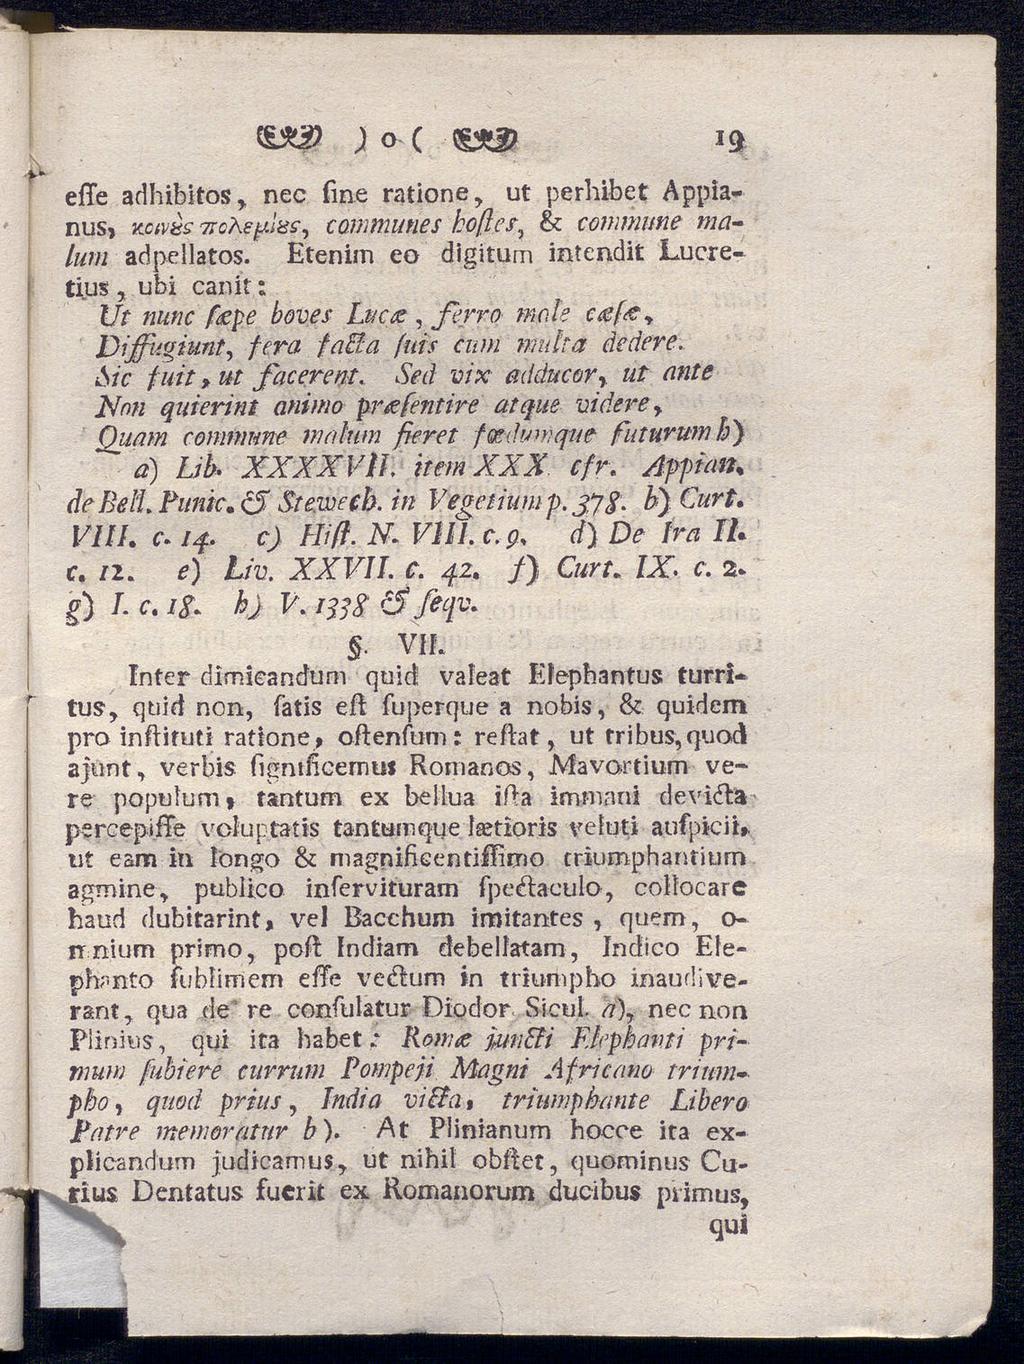 ) o ( 19
eſſe adhibitos, nec ſine ratione, ut perhibet Appia-
nus, κοινȣ̀ς πολεμίȣς, communes hoſtes, & commune ma-
lum adpellatos. Etenim eo digitum intendit Lucre-
tius, ubi canit:
Ut nunc ſæpe boves Lucæ, ferro male cæſæ,
Diffugiunt, fera facta ſuis cum multa dedere.
Sic fuit, ut facerent. Sed vix adducor, ut ante
Non quierint animo præſentire atque videre,
Quam commune malum fieret fœdumque futurum h)
a) Lib. XXXXVII. item XXX. cfr. Appian.
de Bell. Punic. & Stewech. in Vegetium p. 378. b) Curt.
VIII. c. 14. c) Hiſt. N. VIII. c. 9. d) De Ira II.
c. 12. e) Liv. XXVII. c. 42. f) Curt. IX. c. 2.
g) I. c. 18. h) V. 1338 & ſeqv.
§. VII.
Inter dimicandum quid valeat Elephantus turri-
tus, quid non, ſatis eſt ſuperque a nobis, & quidem
pro inſtituti ratione, oſtenſum: reſtat, ut tribus, quod
ajunt, verbis ſignificemus Romanos, Mavortium ve-
re populum, tantum ex bellua iſta immani devicta
percepiſſe voluptatis tantumque lætioris veluti auſpicii,
ut eam in longo & magnificentiſſimo triumphantium
agmine, publico inſervituram ſpectaculo, collocare
haud dubitarint, vel Bacchum imitantes, quem, o-
mnium primo, poſt Indiam debellatam, Indico Ele-
phanto ſublimem eſſe vectum in triumpho inaudive-
rant, qua de re conſulatur Diodor. Sicul. a), nec non
Plinius, qui ita habet: Romæ juncti Elephanti pri-
mum ſubiere currum Pompeji Magni Africano trium-
pho, quod prius, India victa, triumphante Libero
Patre memoratur b). At Plinianum hocce ita ex-
plicandum judicamus, ut nihil obſtet, quominus Cu-
rius Dentatus fuerit ex Romanorum ducibus primus,
qui